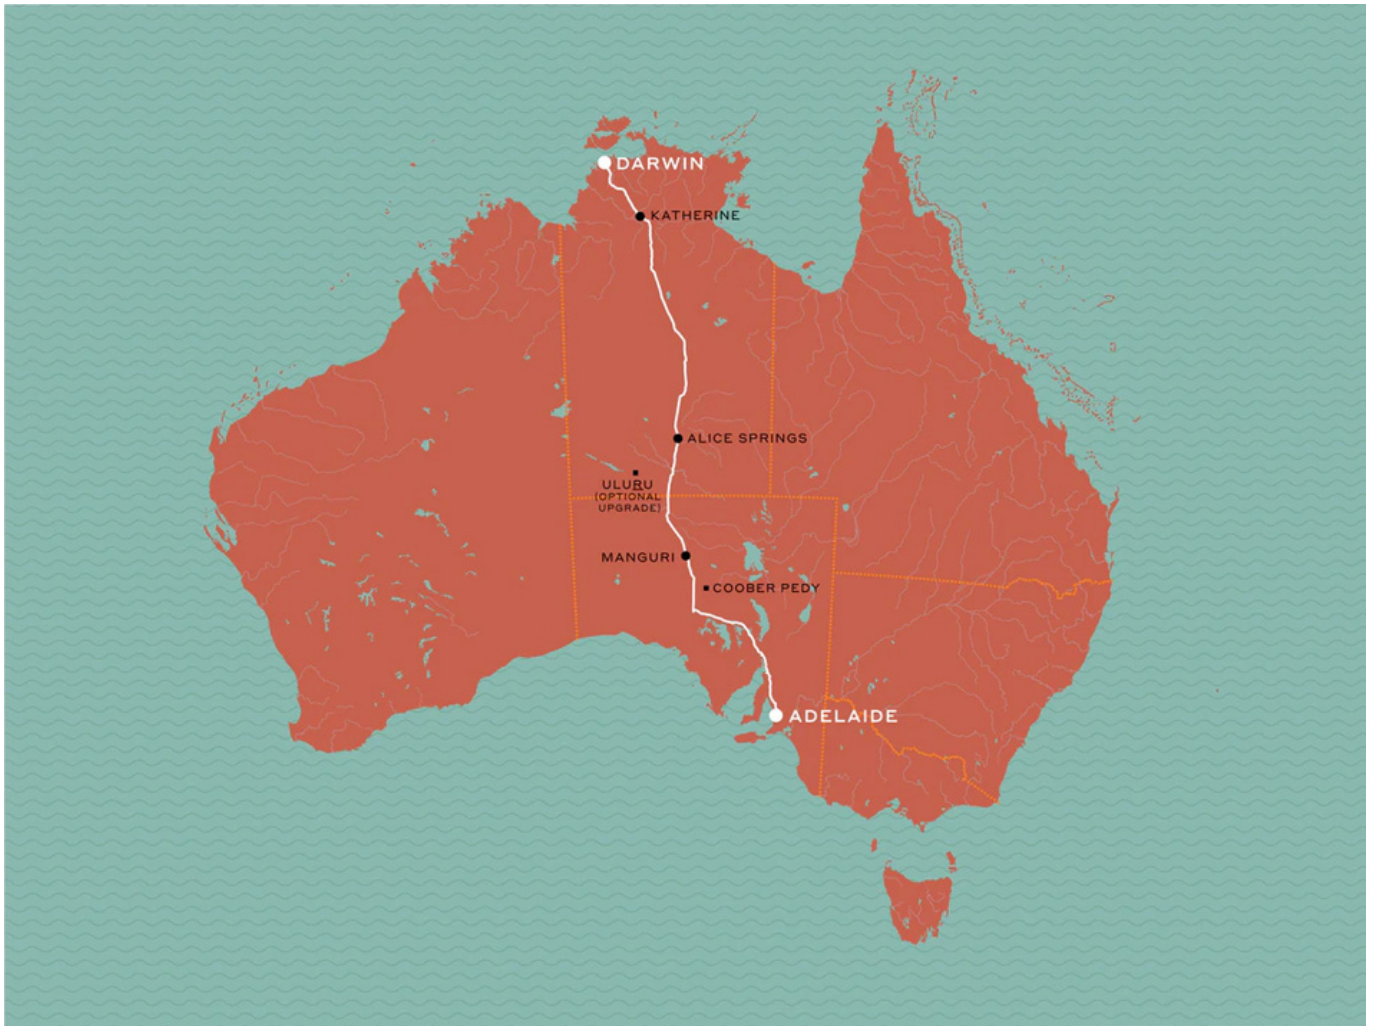 DARWIN
KATHERINE
ALICE SPRINGS
ULURU
(OPTIONAL
UPGRADE)
MANGURI
COOBER PEDY
ADELAIDE